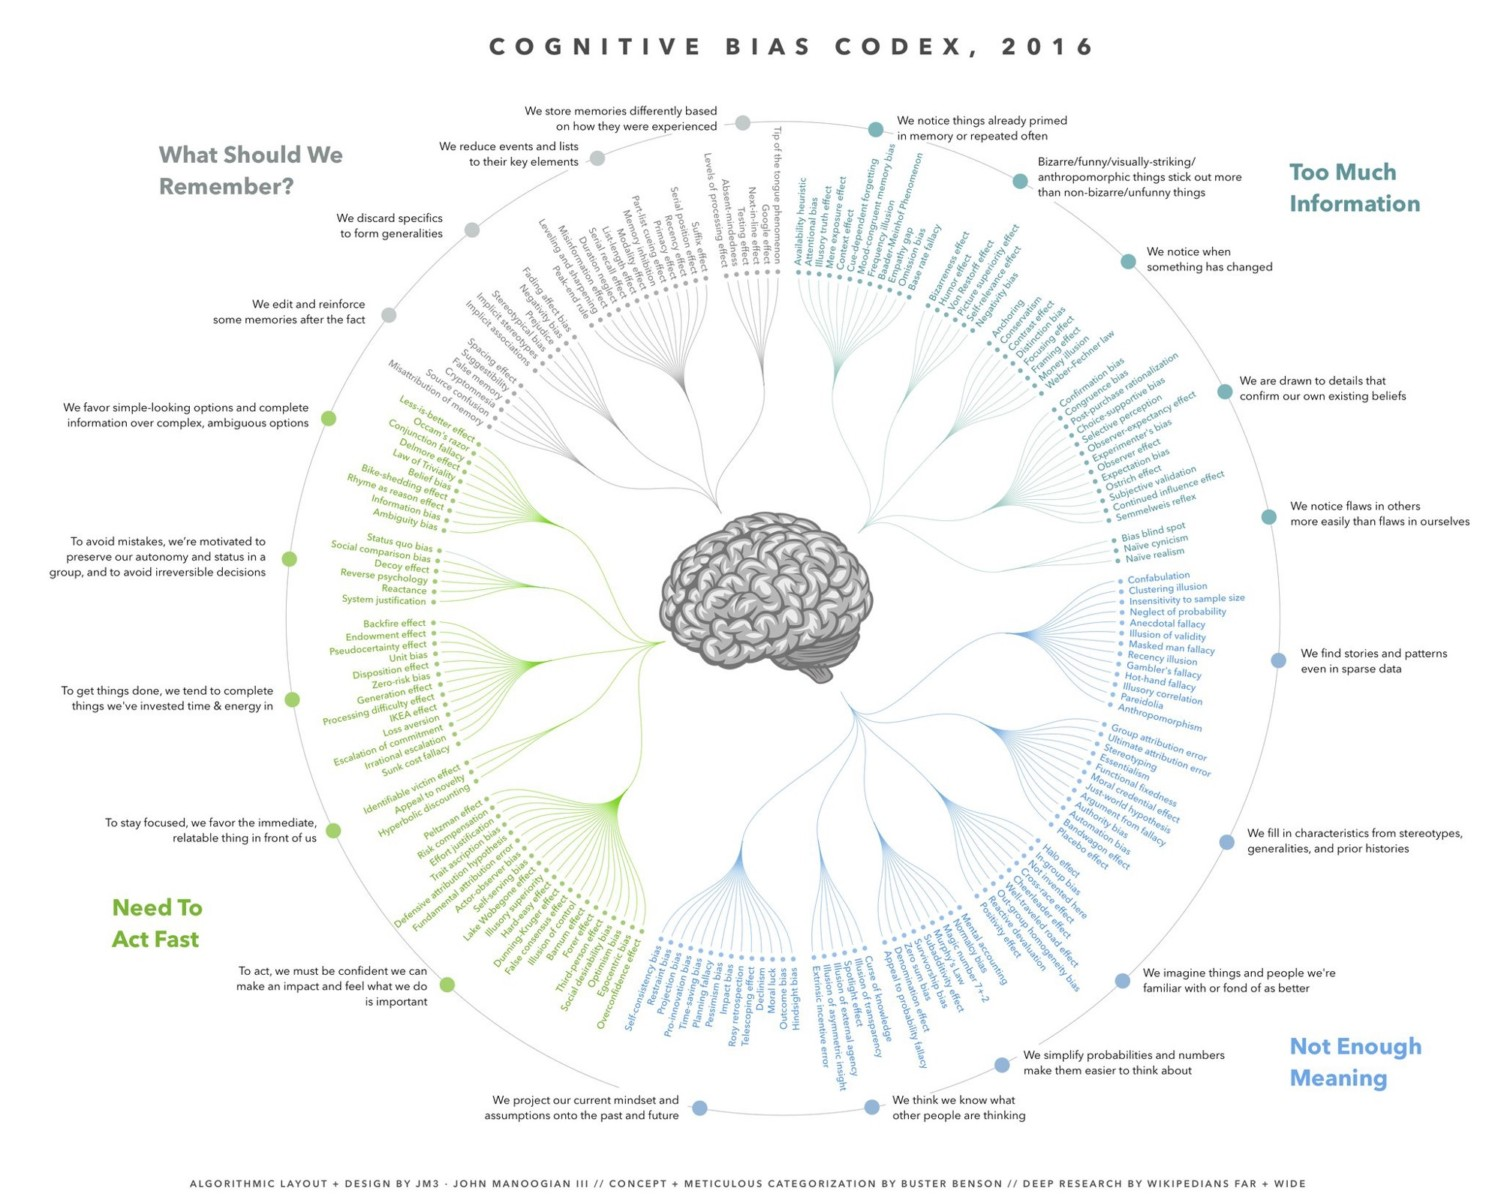 COGNITIVE BIAS CODEX, 2016
What Should We
Remember?
We store memories differently based
on how they were experienced
We reduce events and lists
to their key elements
We discard specifics
to form generalities
We edit and reinforce
some memories after the fact
Tip of the tongue phenomenon
Google effect
Next-in-line effect
Testing effect
Absent-mindedness
Levels of processing effect
Suffix effect
Serial position effect
Recency effect
Primacy effect
Part-list cueing effect
Memory inhibition
Modality effect
List-length effect
Serial recall effect
Duration neglect
Misinformation effect
Leveling and sharpening
Peak-end rule
Fading affect bias
Negativity bias
Prejudice
Stereotypical bias
Implicit stereotypes
Implicit associations
Spacing effect
Suggestibility
False memory
Cryptomnesia
Source confusion
Misattribution of memory
Too Much
Information
We notice things already primed
in memory or repeated often
Bizarre/funny/visually-striking/
anthropomorphic things stick out more
than non-bizarre/unfunny things
We notice when
something has changed
We are drawn to details that
confirm our own existing beliefs
We notice flaws in others
more easily than flaws in ourselves
Availability heuristic
Attentional bias
Illusory truth effect
Mere exposure effect
Context effect
Cue-dependent forgetting
Mood-congruent memory bias
Frequency illusion
Baader-Meinhof Phenomenon
Empathy gap
Omission bias
Base rate fallacy
Bizarreness effect
Humor effect
Von Restorff effect
Picture superiority effect
Self-relevance effect
Negativity bias
Anchoring
Conservatism
Contrast effect
Distinction bias
Focusing effect
Framing effect
Money illusion
Weber–Fechner law
Confirmation bias
Congruence bias
Post-purchase rationalization
Choice-supportive bias
Selective perception
Observer-expectancy effect
Experimenter's bias
Observer effect
Expectation bias
Ostrich effect
Subjective validation
Continued influence effect
Semmelweis reflex
Bias blind spot
Naïve cynicism
Naïve realism
We find stories and patterns
even in sparse data
We fill in characteristics from stereotypes,
generalities, and prior histories
We imagine things and people we're
familiar with or fond of as better
We simplify probabilities and numbers
make them easier to think about
We think we know what
other people are thinking
We project our current mindset and
assumptions onto the past and future
Not Enough
Meaning
Confabulation
Clustering illusion
Insensitivity to sample size
Neglect of probability
Anecdotal fallacy
Illusion of validity
Masked man fallacy
Recency illusion
Gambler's fallacy
Hot-hand fallacy
Illusory correlation
Pareidolia
Anthropomorphism
Group attribution error
Ultimate attribution error
Stereotyping
Essentialism
Functional fixedness
Moral credential effect
Just-world hypothesis
Argument from fallacy
Authority bias
Automation bias
Bandwagon effect
Placebo effect
Halo effect
In-group bias
Not invented here
Cross-race effect
Cheerleader effect
Well-traveled road effect
Out-group homogeneity bias
Reactive devaluation
Positivity effect
Mental accounting
Normalcy bias
Magic number 7+-2
Murphy's Law
Subadditivity effect
Survivorship bias
Zero sum bias
Denomination effect
Appeal to probability fallacy
Curse of knowledge
Illusion of transparency
Spotlight effect
Illusion of external agency
Illusion of asymmetric insight
Extrinsic incentive error
Hindsight bias
Outcome bias
Moral luck
Declinism
Telescoping effect
Rosy retrospection
Impact bias
Pessimism bias
Planning fallacy
Time-saving bias
Pro-innovation bias
Projection bias
Restraint bias
Self-consistency bias
We favor simple-looking options and complete
information over complex, ambiguous options
To avoid mistakes, we're motivated to
preserve our autonomy and status in a
group, and to avoid irreversible decisions
To get things done, we tend to complete
things we've invested time & energy in
To stay focused, we favor the immediate,
relatable thing in front of us
Need To
Act Fast
To act, we must be confident we can
make an impact and feel what we do
is important
Less-is-better effect
Occam's razor
Conjunction fallacy
Delmore effect
Law of Triviality
Belief bias
Bike-shedding effect
Rhyme as reason effect
Information bias
Ambiguity bias
Status quo bias
Social comparison bias
Decoy effect
Reverse psychology
Reactance
System justification
Backfire effect
Endowment effect
Pseudocertainty effect
Unit bias
Disposition effect
Zero-risk bias
Generation effect
Processing difficulty effect
IKEA effect
Loss aversion
Escalation of commitment
Irrational escalation
Sunk cost fallacy
Identifiable victim effect
Appeal to novelty
Hyperbolic discounting
Peltzman effect
Risk compensation
Effort justification
Trait ascription bias
Defensive attribution hypothesis
Fundamental attribution error
Actor-observer bias
Self-serving bias
Lake Wobegone effect
Illusory superiority
Hard-easy effect
Dunning-Kruger effect
False consensus effect
Illusion of control
Barnum effect
Forer effect
Third-person effect
Social desirability bias
Optimism bias
Egocentric bias
Overconfidence effect
ALGORITHMIC LAYOUT + DESIGN BY JM3 · JOHN MANOOGIAN III // CONCEPT + METICULOUS CATEGORIZATION BY BUSTER BENSON // DEEP RESEARCH BY WIKIPEDIANS FAR + WIDE